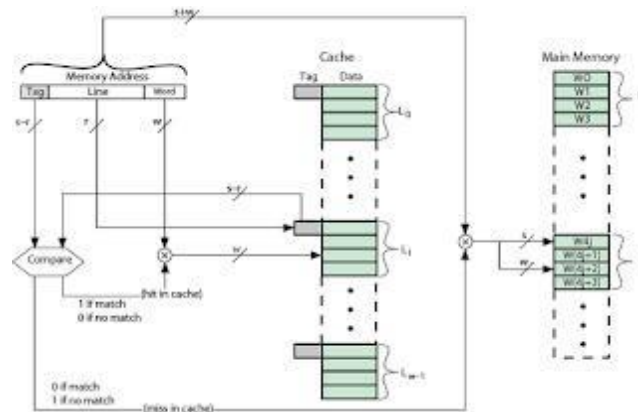 s+w
Memory Address
Tag Line Word
s–r
r
w
Cache
Tag Data
L0
Main Memory
W0
W1
W2
W3
s–r
Compare
w
Li
1 if match
0 if no match
(hit in cache)
s
w
W4j
W(4j+1)
W(4j+2)
W(4j+3)
Lm–1
0 if match
1 if no match
(miss in cache)